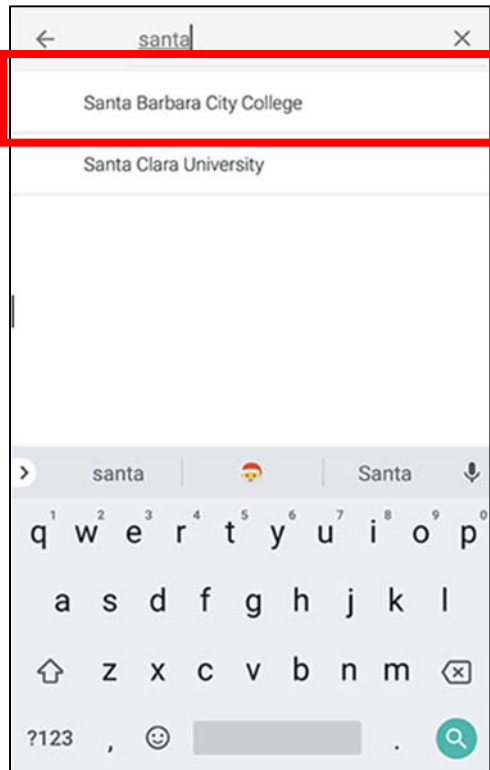 santa
Santa Barbara City College
Santa Clara University
santa Santa
1 2 3 4 5 6 7 8 9 0
q w e r t y u i o p
a s d f g h j k l
z x c v b n m
?123 , .